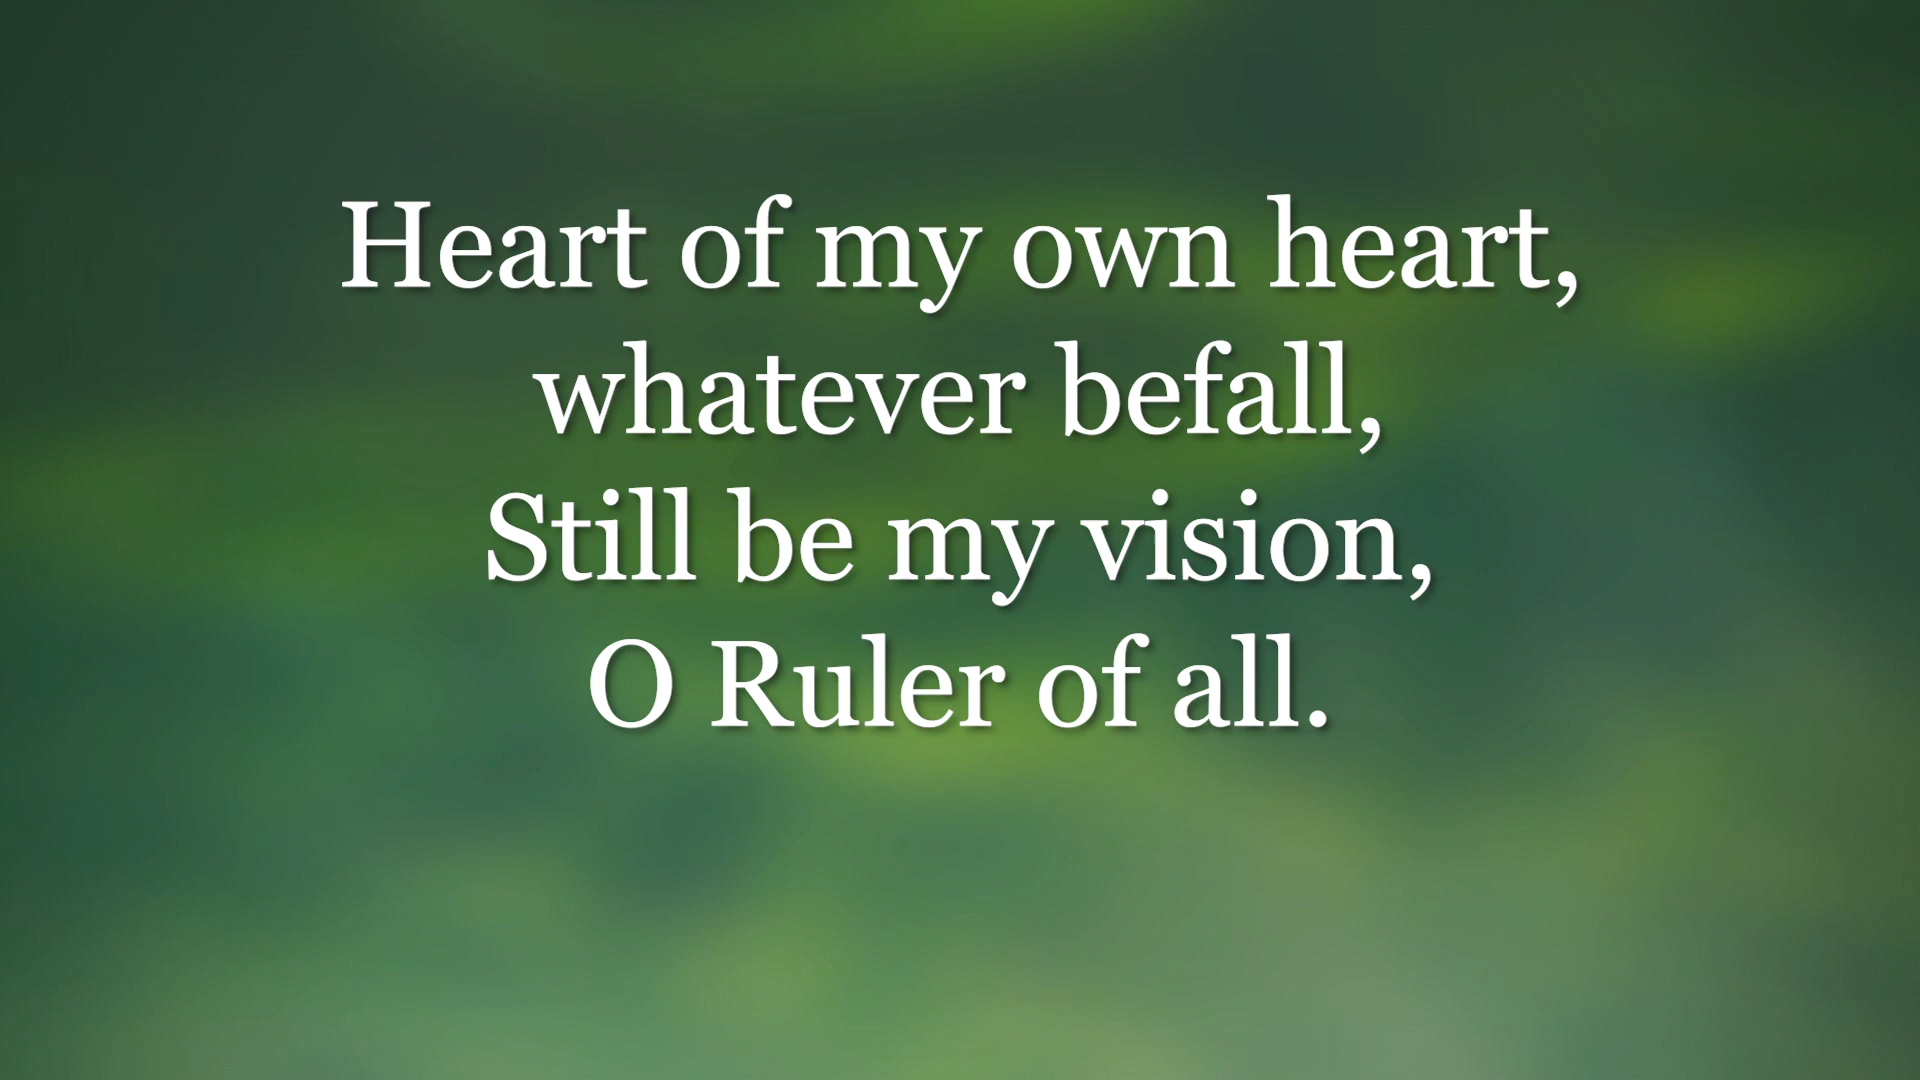 Heart of my own heart,
whatever befall,
Still be my vision,
O Ruler of all.